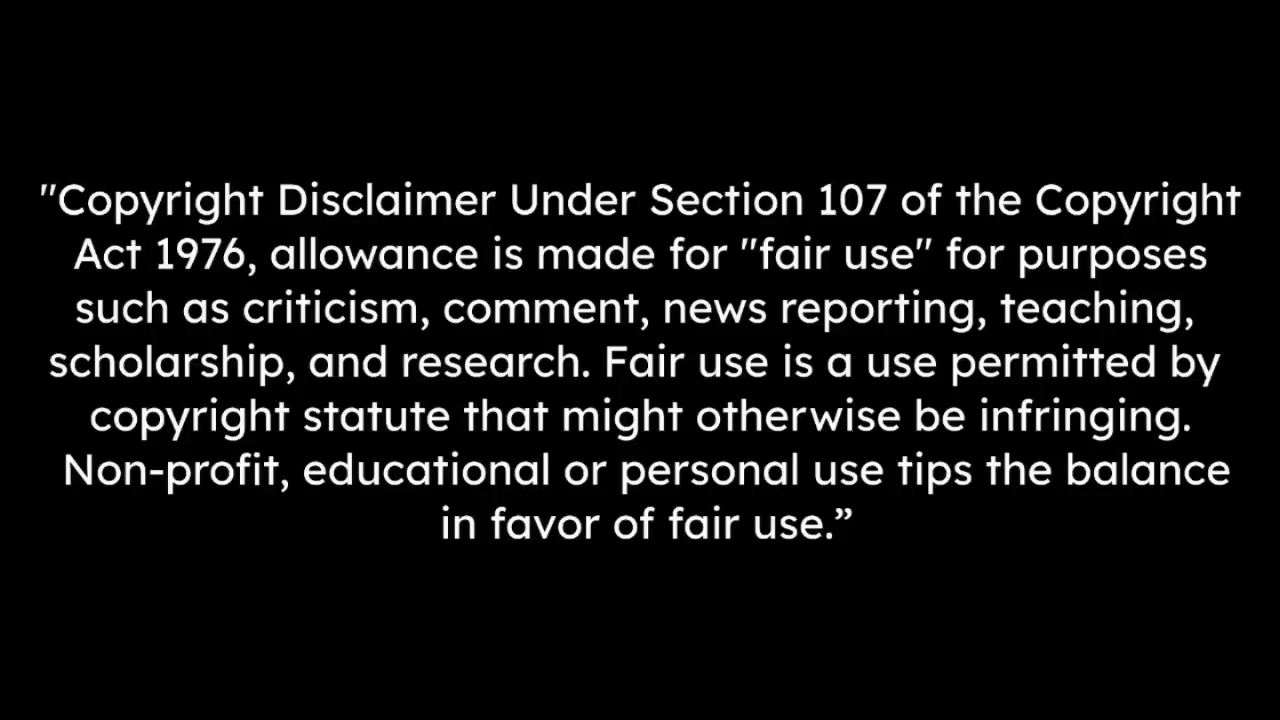 "Copyright Disclaimer Under Section 107 of the Copyright
Act 1976, allowance is made for "fair use" for purposes
such as criticism, comment, news reporting, teaching,
scholarship, and research. Fair use is a use permitted by
copyright statute that might otherwise be infringing.
Non-profit, educational or personal use tips the balance
in favor of fair use.”